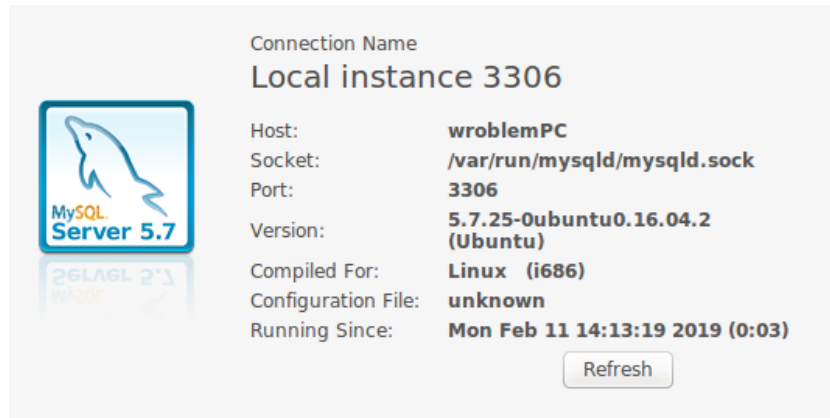 Connection Name
Local instance 3306
MySQL
Server 5.7
Host: wroblemPC
Socket: /var/run/mysqld/mysqld.sock
Port: 3306
Version: 5.7.25-0ubuntu0.16.04.2
(Ubuntu)
Compiled For: Linux (i686)
Configuration File: unknown
Running Since: Mon Feb 11 14:13:19 2019 (0:03)
Refresh